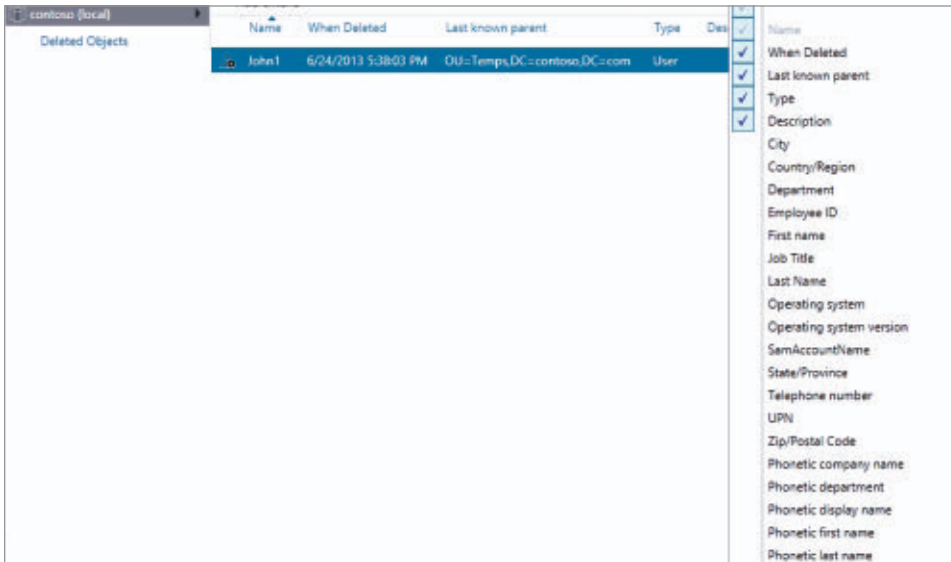 contoso (local)
Deleted Objects
Name When Deleted Last known parent Type Des
John1 6/24/2013 5:38:03 PM OU=Temps,DC=contoso,DC=com User
Name
When Deleted
Last known parent
Type
Description
City
Country/Region
Department
Employee ID
First name
Job Title
Last Name
Operating system
Operating system version
SamAccountName
State/Province
Telephone number
UPN
Zip/Postal Code
Phonetic company name
Phonetic department
Phonetic display name
Phonetic first name
Phonetic last name